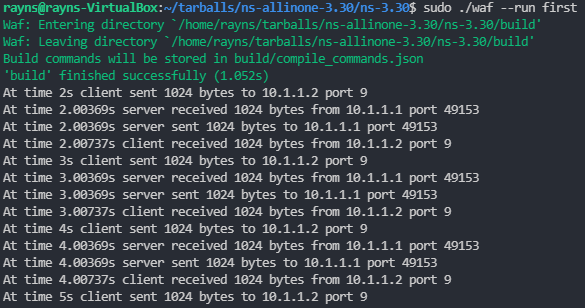 rayns@rayns-VirtualBox:~/tarballs/ns-allinone-3.30/ns-3.30$ sudo ./waf --run first
Waf: Entering directory `/home/rayns/tarballs/ns-allinone-3.30/ns-3.30/build'
Waf: Leaving directory `/home/rayns/tarballs/ns-allinone-3.30/ns-3.30/build'
Build commands will be stored in build/compile_commands.json
'build' finished successfully (1.052s)
At time 2s client sent 1024 bytes to 10.1.1.2 port 9
At time 2.00369s server received 1024 bytes from 10.1.1.1 port 49153
At time 2.00369s server sent 1024 bytes to 10.1.1.1 port 49153
At time 2.00737s client received 1024 bytes from 10.1.1.2 port 9
At time 3s client sent 1024 bytes to 10.1.1.2 port 9
At time 3.00369s server received 1024 bytes from 10.1.1.1 port 49153
At time 3.00369s server sent 1024 bytes to 10.1.1.1 port 49153
At time 3.00737s client received 1024 bytes from 10.1.1.2 port 9
At time 4s client sent 1024 bytes to 10.1.1.2 port 9
At time 4.00369s server received 1024 bytes from 10.1.1.1 port 49153
At time 4.00369s server sent 1024 bytes to 10.1.1.1 port 49153
At time 4.00737s client received 1024 bytes from 10.1.1.2 port 9
At time 5s client sent 1024 bytes to 10.1.1.2 port 9